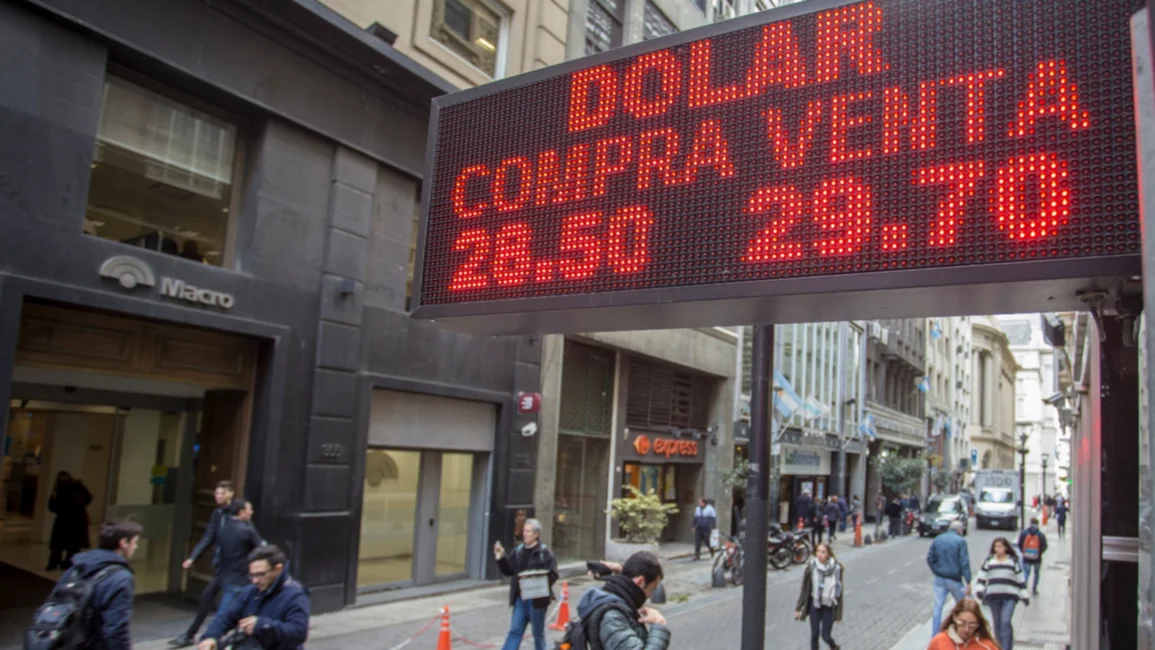 DOLAR
COMPRA VENTA
28.50 29.70
Macro
express